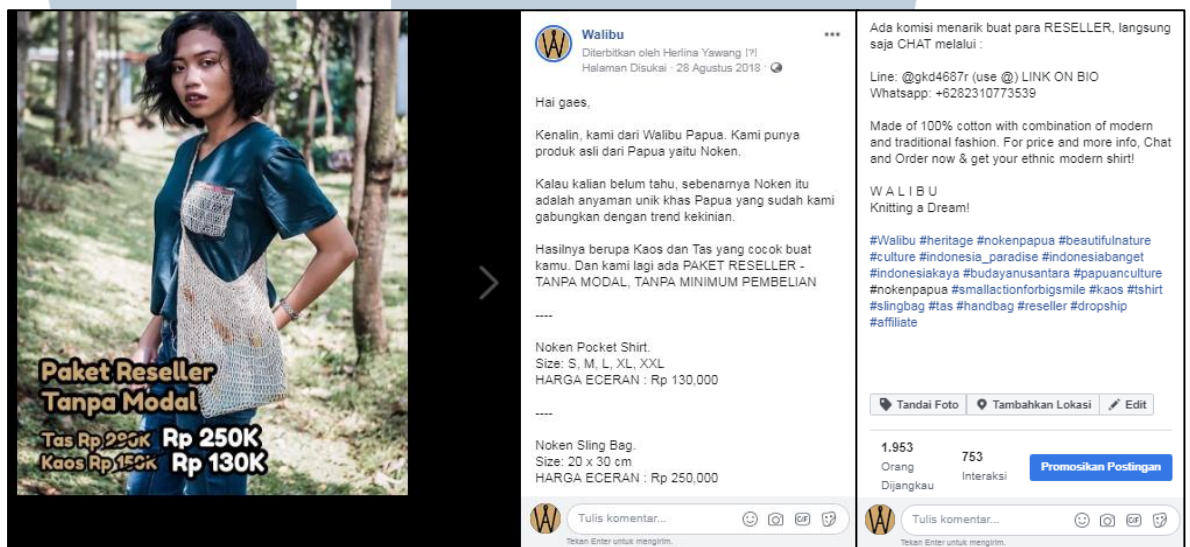 Paket Reseller
Tanpa Modal
Tas Rp 290K Rp 250K
Kaos Rp 150K Rp 130K
Walibu
Diterbitkan oleh Herlina Yawang [?]
Halaman Disukai · 28 Agustus 2018 ·
Hai gaes,
Kenalin, kami dari Walibu Papua. Kami punya
produk asli dari Papua yaitu Noken.
Kalau kalian belum tahu, sebenarnya Noken itu
adalah anyaman unik khas Papua yang sudah kami
gabungkan dengan trend kekinian.
Hasilnya berupa Kaos dan Tas yang cocok buat
kamu. Dan kami lagi ada PAKET RESELLER -
TANPA MODAL, TANPA MINIMUM PEMBELIAN
----
Noken Pocket Shirt.
Size: S, M, L, XL, XXL
HARGA ECERAN : Rp 130,000
----
Noken Sling Bag.
Size: 20 x 30 cm
HARGA ECERAN : Rp 250,000
Tulis komentar...
GIF
Tekan Enter untuk mengirim.
Ada komisi menarik buat para RESELLER, langsung
saja CHAT melalui :
Line: @gkd4687r (use @) LINK ON BIO
Whatsapp: +6282310773539
Made of 100% cotton with combination of modern
and traditional fashion. For price and more info, Chat
and Order now & get your ethnic modern shirt!
W A L I B U
Knitting a Dream!
#Walibu #heritage #nokenpapua #beautifulnature
#culture #indonesia_paradise #indonesiabanget
#indonesiakaya #budayanusantara #papuanculture
#nokenpapua #smallactionforbigsmile #kaos #tshirt
#slingbag #tas #handbag #reseller #dropship
#affiliate
Tandai Foto Tambahkan Lokasi Edit
1.953
Orang
Dijangkau
753
Interaksi
Promosikan Postingan
Tulis komentar...
GIF
Tekan Enter untuk mengirim.